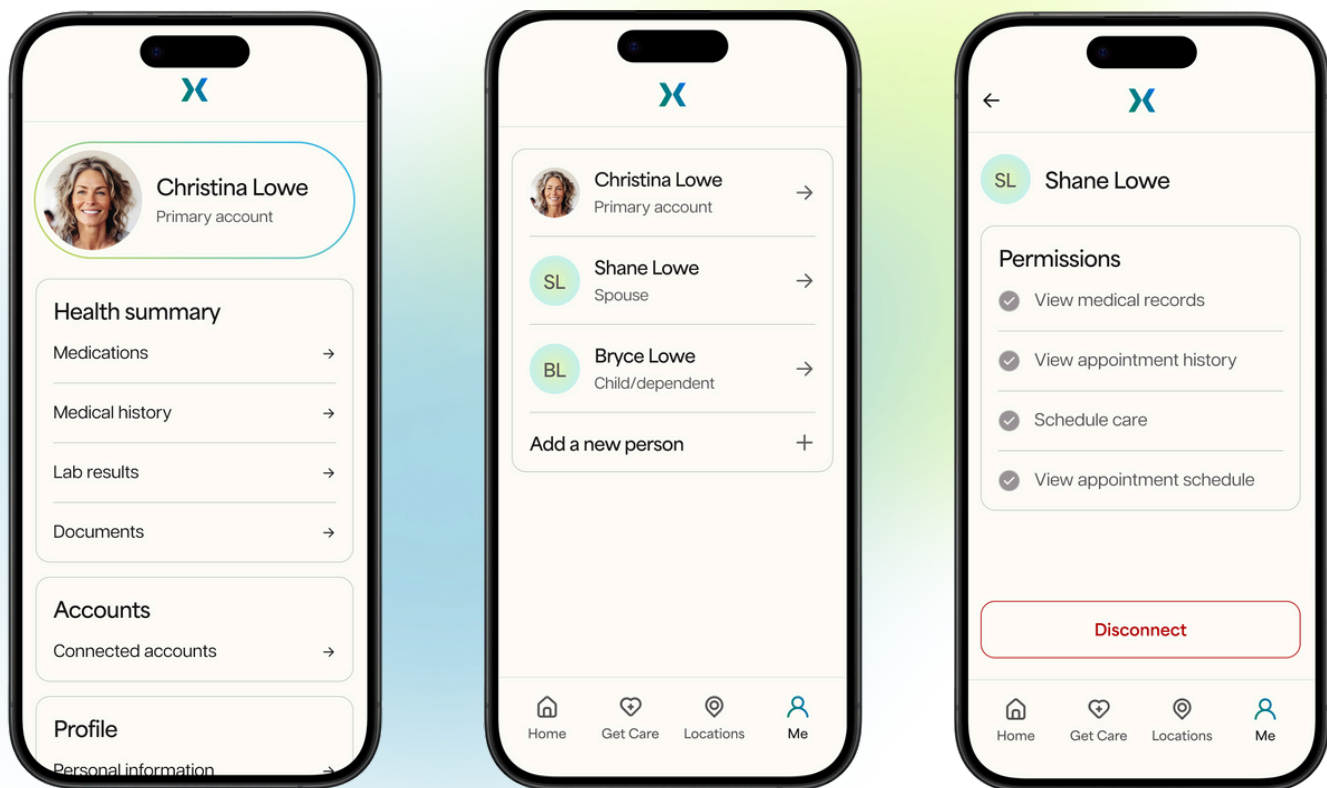 Christina Lowe
Primary account
Health summary
Medications
Medical history
Lab results
Documents
Accounts
Connected accounts
Profile
Personal information
Christina Lowe
Primary account
SL
Shane Lowe
Spouse
BL
Bryce Lowe
Child/dependent
Add a new person
Home Get Care Locations Me
SL Shane Lowe
Permissions
View medical records
View appointment history
Schedule care
View appointment schedule
Disconnect
Home Get Care Locations Me